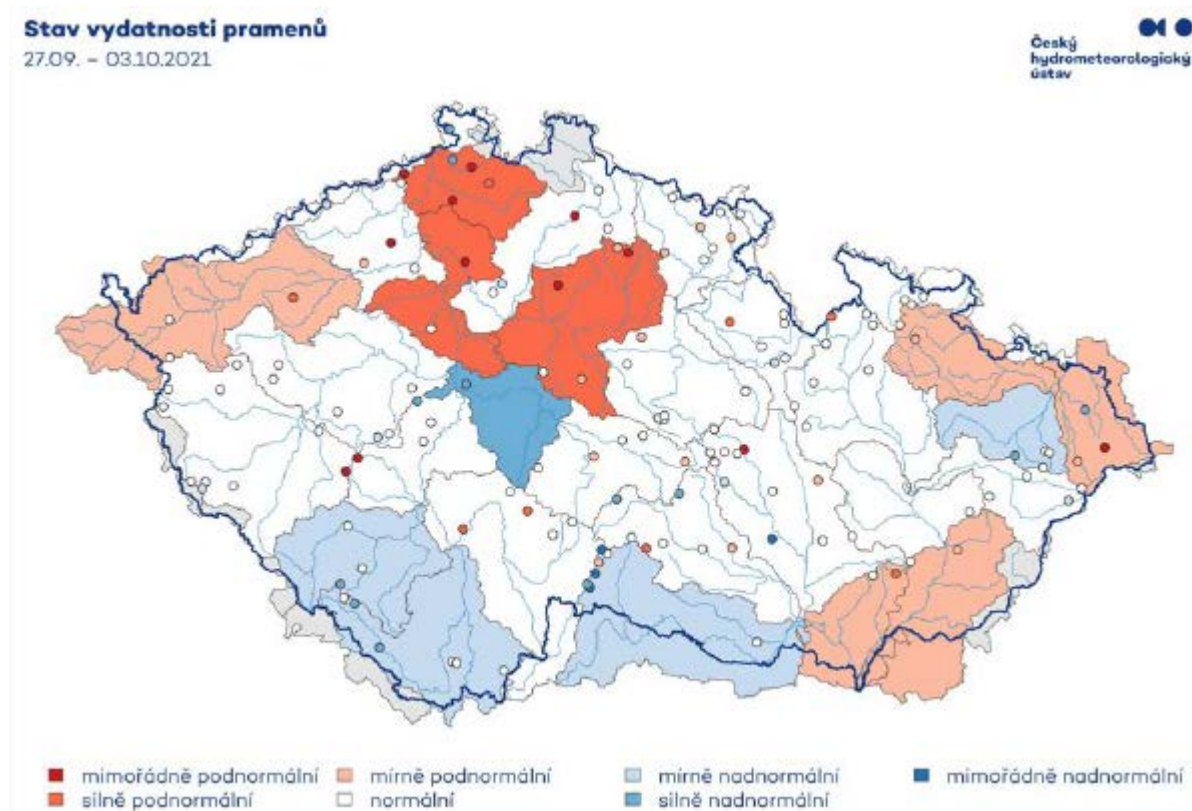 Stav vydatnosti pramenů
27.09. – 03.10.2021
Český
hydrometeorologický
ústav
mimořádně podnormální
mírně podnormální
mírně nadnormální
mimořádně nadnormální
silně podnormální
normální
silně nadnormální